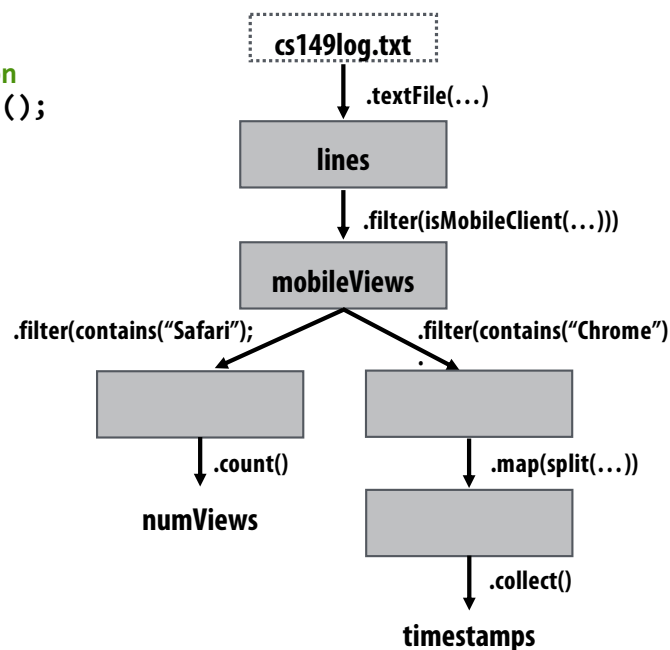 cs149log.txt
n
();
.textFile(…)
lines
.filter(isMobileClient(…)))
mobileViews
.filter(contains(“Safari”);
.filter(contains(“Chrome”)
.
.count()
.map(split(…))
numViews
.collect()
timestamps